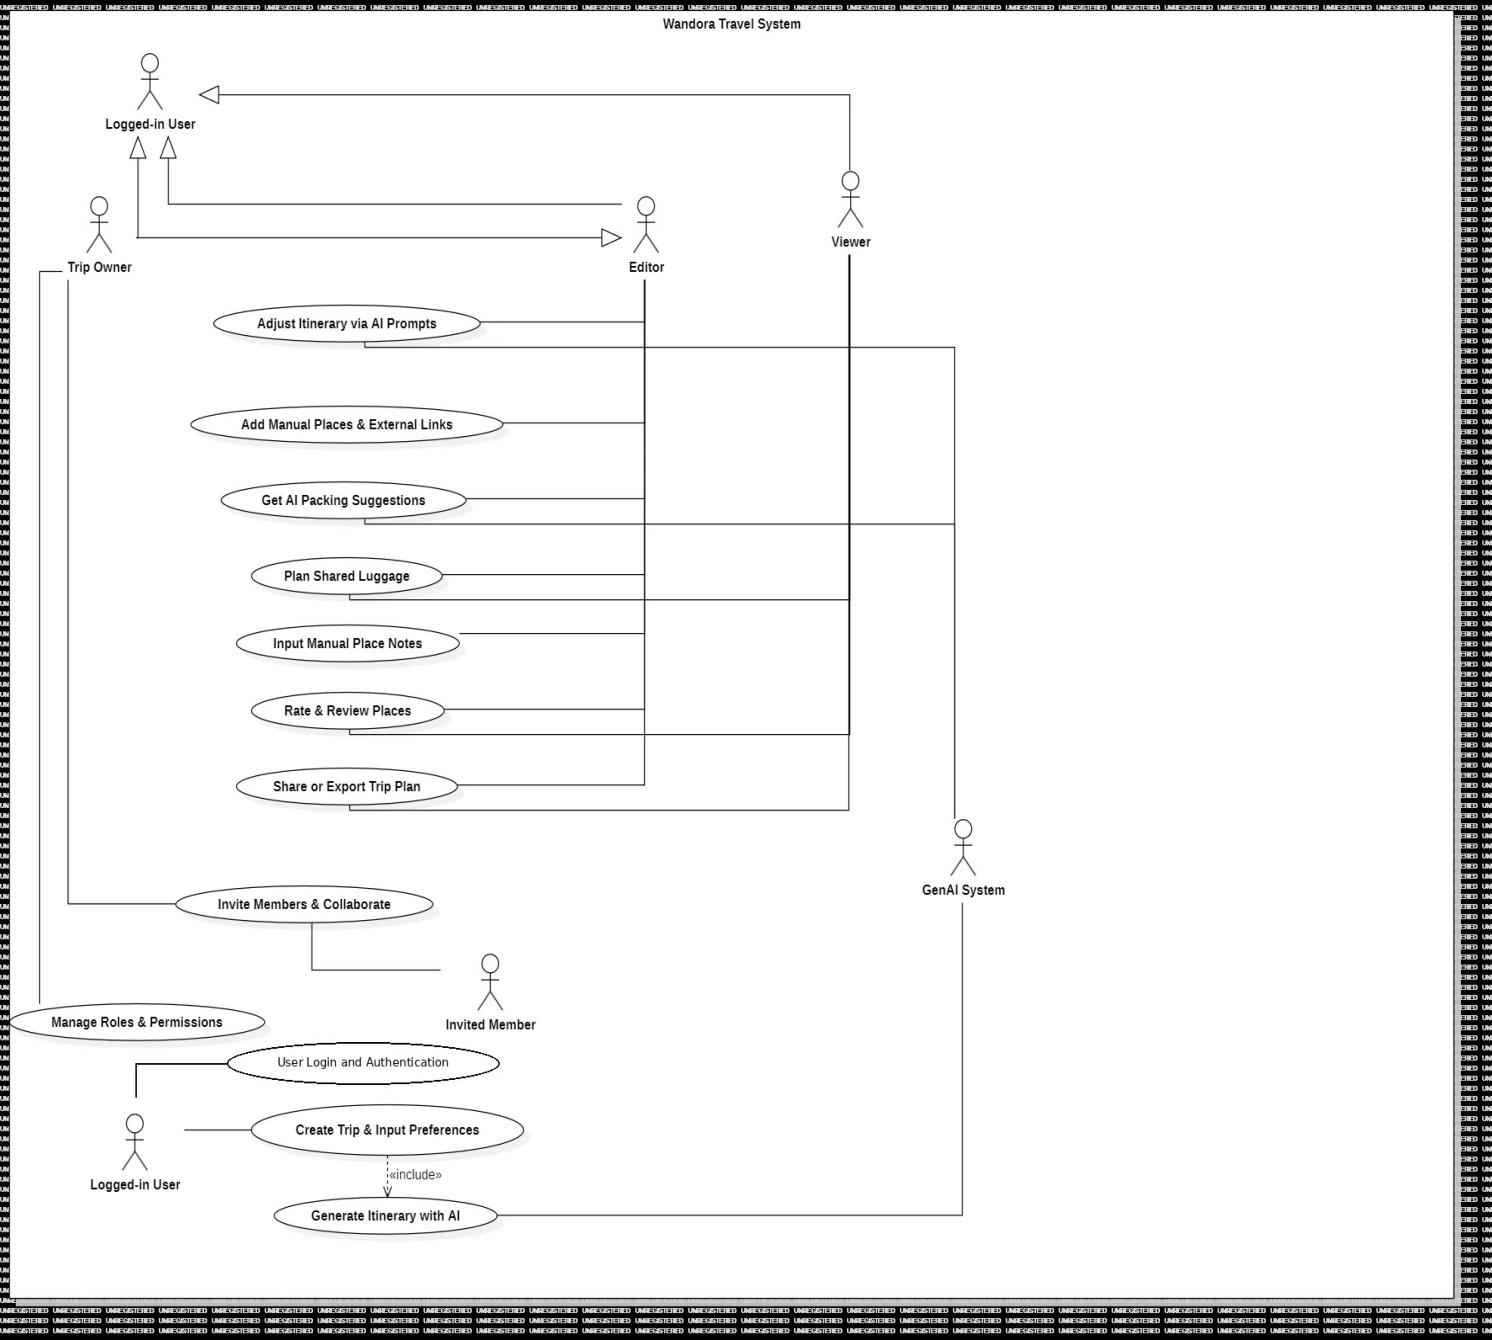 Wandora Travel System
Logged-in User
Viewer
Trip Owner
Editor
Adjust Itinerary via AI Prompts
Add Manual Places & External Links
Get AI Packing Suggestions
Plan Shared Luggage
Input Manual Place Notes
Rate & Review Places
Share or Export Trip Plan
GenAI System
Invite Members & Collaborate
Invited Member
Manage Roles & Permissions
User Login and Authentication
Create Trip & Input Preferences
«include»
Logged-in User
Generate Itinerary with AI